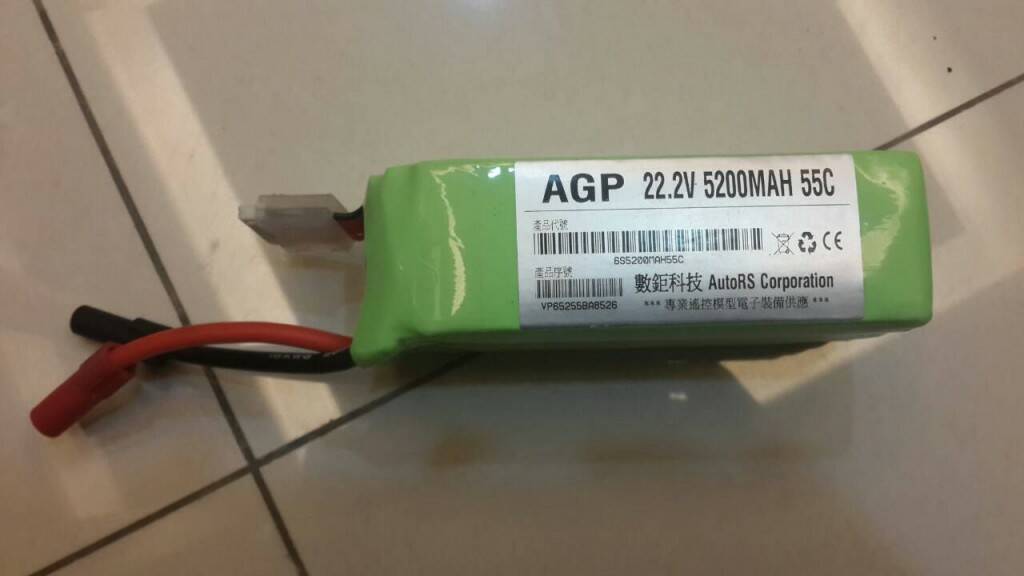 AGP 22.2V 5200MAH 55C
產品代號
6S5200MAH55C
產品序號
VP6S255BA8526
數鉅科技 AutoRS Corporation
*** 專業遙控模型電子裝備供應 ***
CE